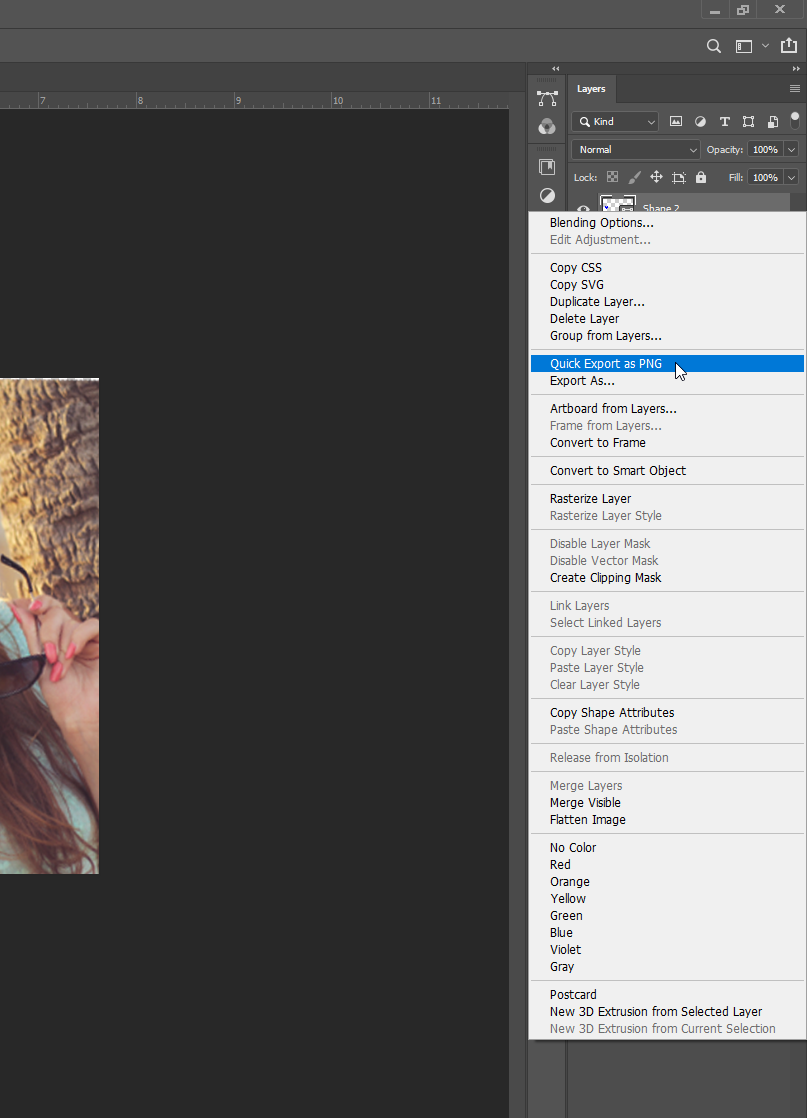 7 8 9 10 11
Layers
Kind
Normal Opacity: 100%
Lock: Fill: 100%
Shape 2
Blending Options...
Edit Adjustment...
Copy CSS
Copy SVG
Duplicate Layer...
Delete Layer
Group from Layers...
Quick Export as PNG
Export As...
Artboard from Layers...
Frame from Layers...
Convert to Frame
Convert to Smart Object
Rasterize Layer
Rasterize Layer Style
Disable Layer Mask
Disable Vector Mask
Create Clipping Mask
Link Layers
Select Linked Layers
Copy Layer Style
Paste Layer Style
Clear Layer Style
Copy Shape Attributes
Paste Shape Attributes
Release from Isolation
Merge Layers
Merge Visible
Flatten Image
No Color
Red
Orange
Yellow
Green
Blue
Violet
Gray
Postcard
New 3D Extrusion from Selected Layer
New 3D Extrusion from Current Selection